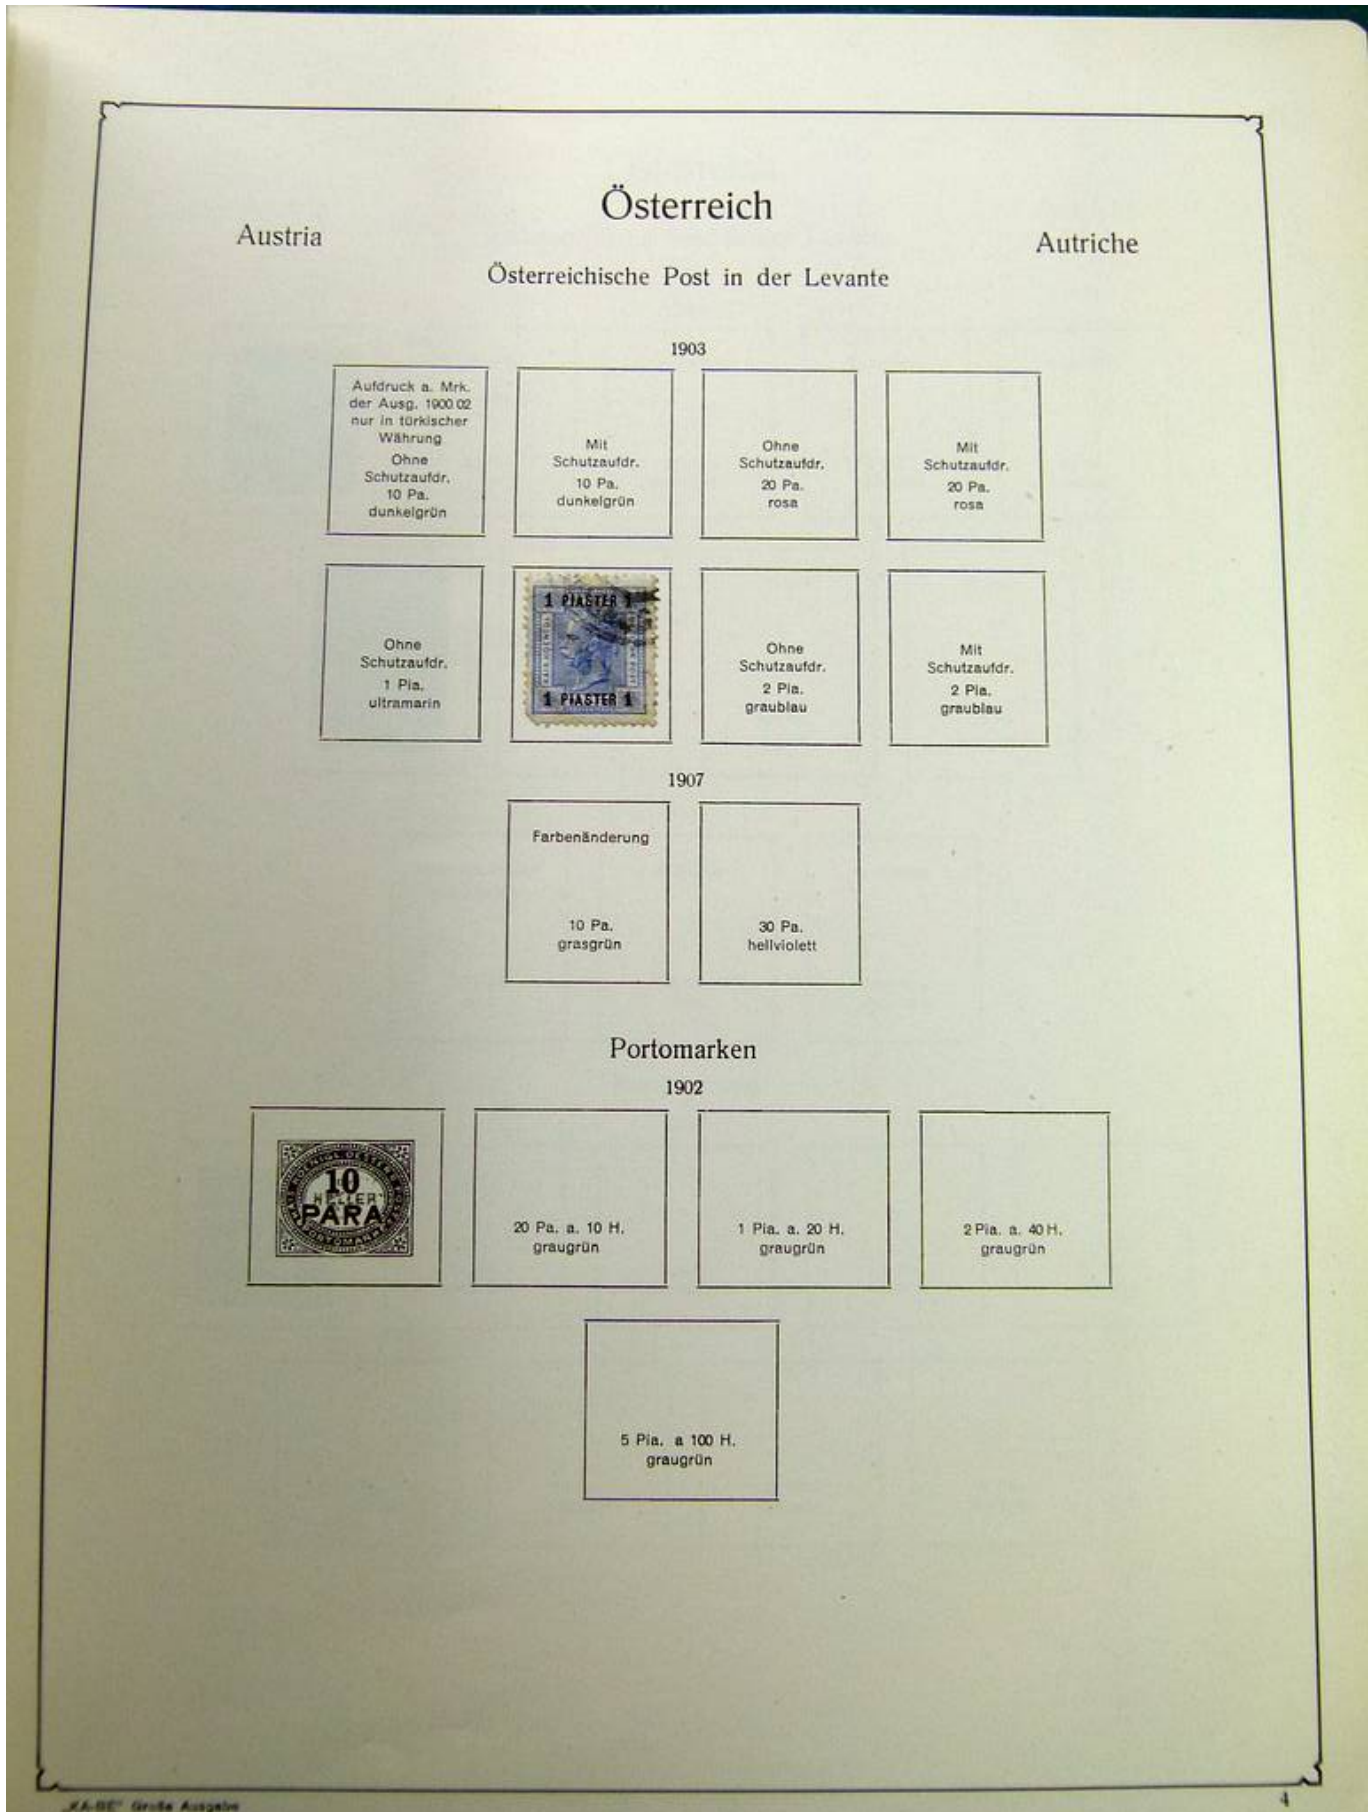 Österreich
Austria
Autriche
Österreichische Post in der Levante
1903
Aufdruck a. Mrk.
der Ausg. 1900.02
nur in türkischer
Währung
Ohne
Schutzaufdr.
10 Pa.
dunkelgrün
Mit
Schutzaufdr.
10 Pa.
dunkelgrün
Ohne
Schutzaufdr.
20 Pa.
rosa
Mit
Schutzaufdr.
20 Pa.
rosa
Ohne
Schutzaufdr.
1 Pia.
ultramarin
1 PIASTER 1
1 PIASTER 1
Ohne
Schutzaufdr.
2 Pia.
graublau
Mit
Schutzaufdr.
2 Pia.
graublau
1907
Farbenänderung
10 Pa.
grasgrün
30 Pa.
hellviolett
Portomarken
1902
10
HELLER
PARA
PORTOMARKE
20 Pa. a. 10 H.
graugrün
1 Pia. a. 20 H.
graugrün
2 Pia. a. 40 H.
graugrün
5 Pia. a 100 H.
graugrün
„KA-BE" Große Ausgabe
4